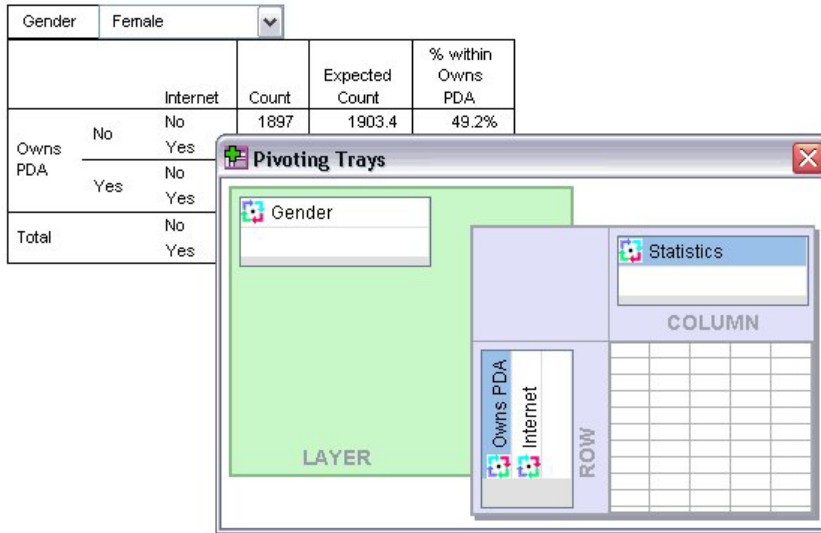 Gender Female
% within
Expected Owns
Internet Count Count PDA
No No 1897 1903.4 49.2%
Owns Yes
PDA No
Yes Yes
Total No
Yes
Pivoting Trays
Gender
Statistics
COLUMN
Owns PDA
Internet
ROW
LAYER